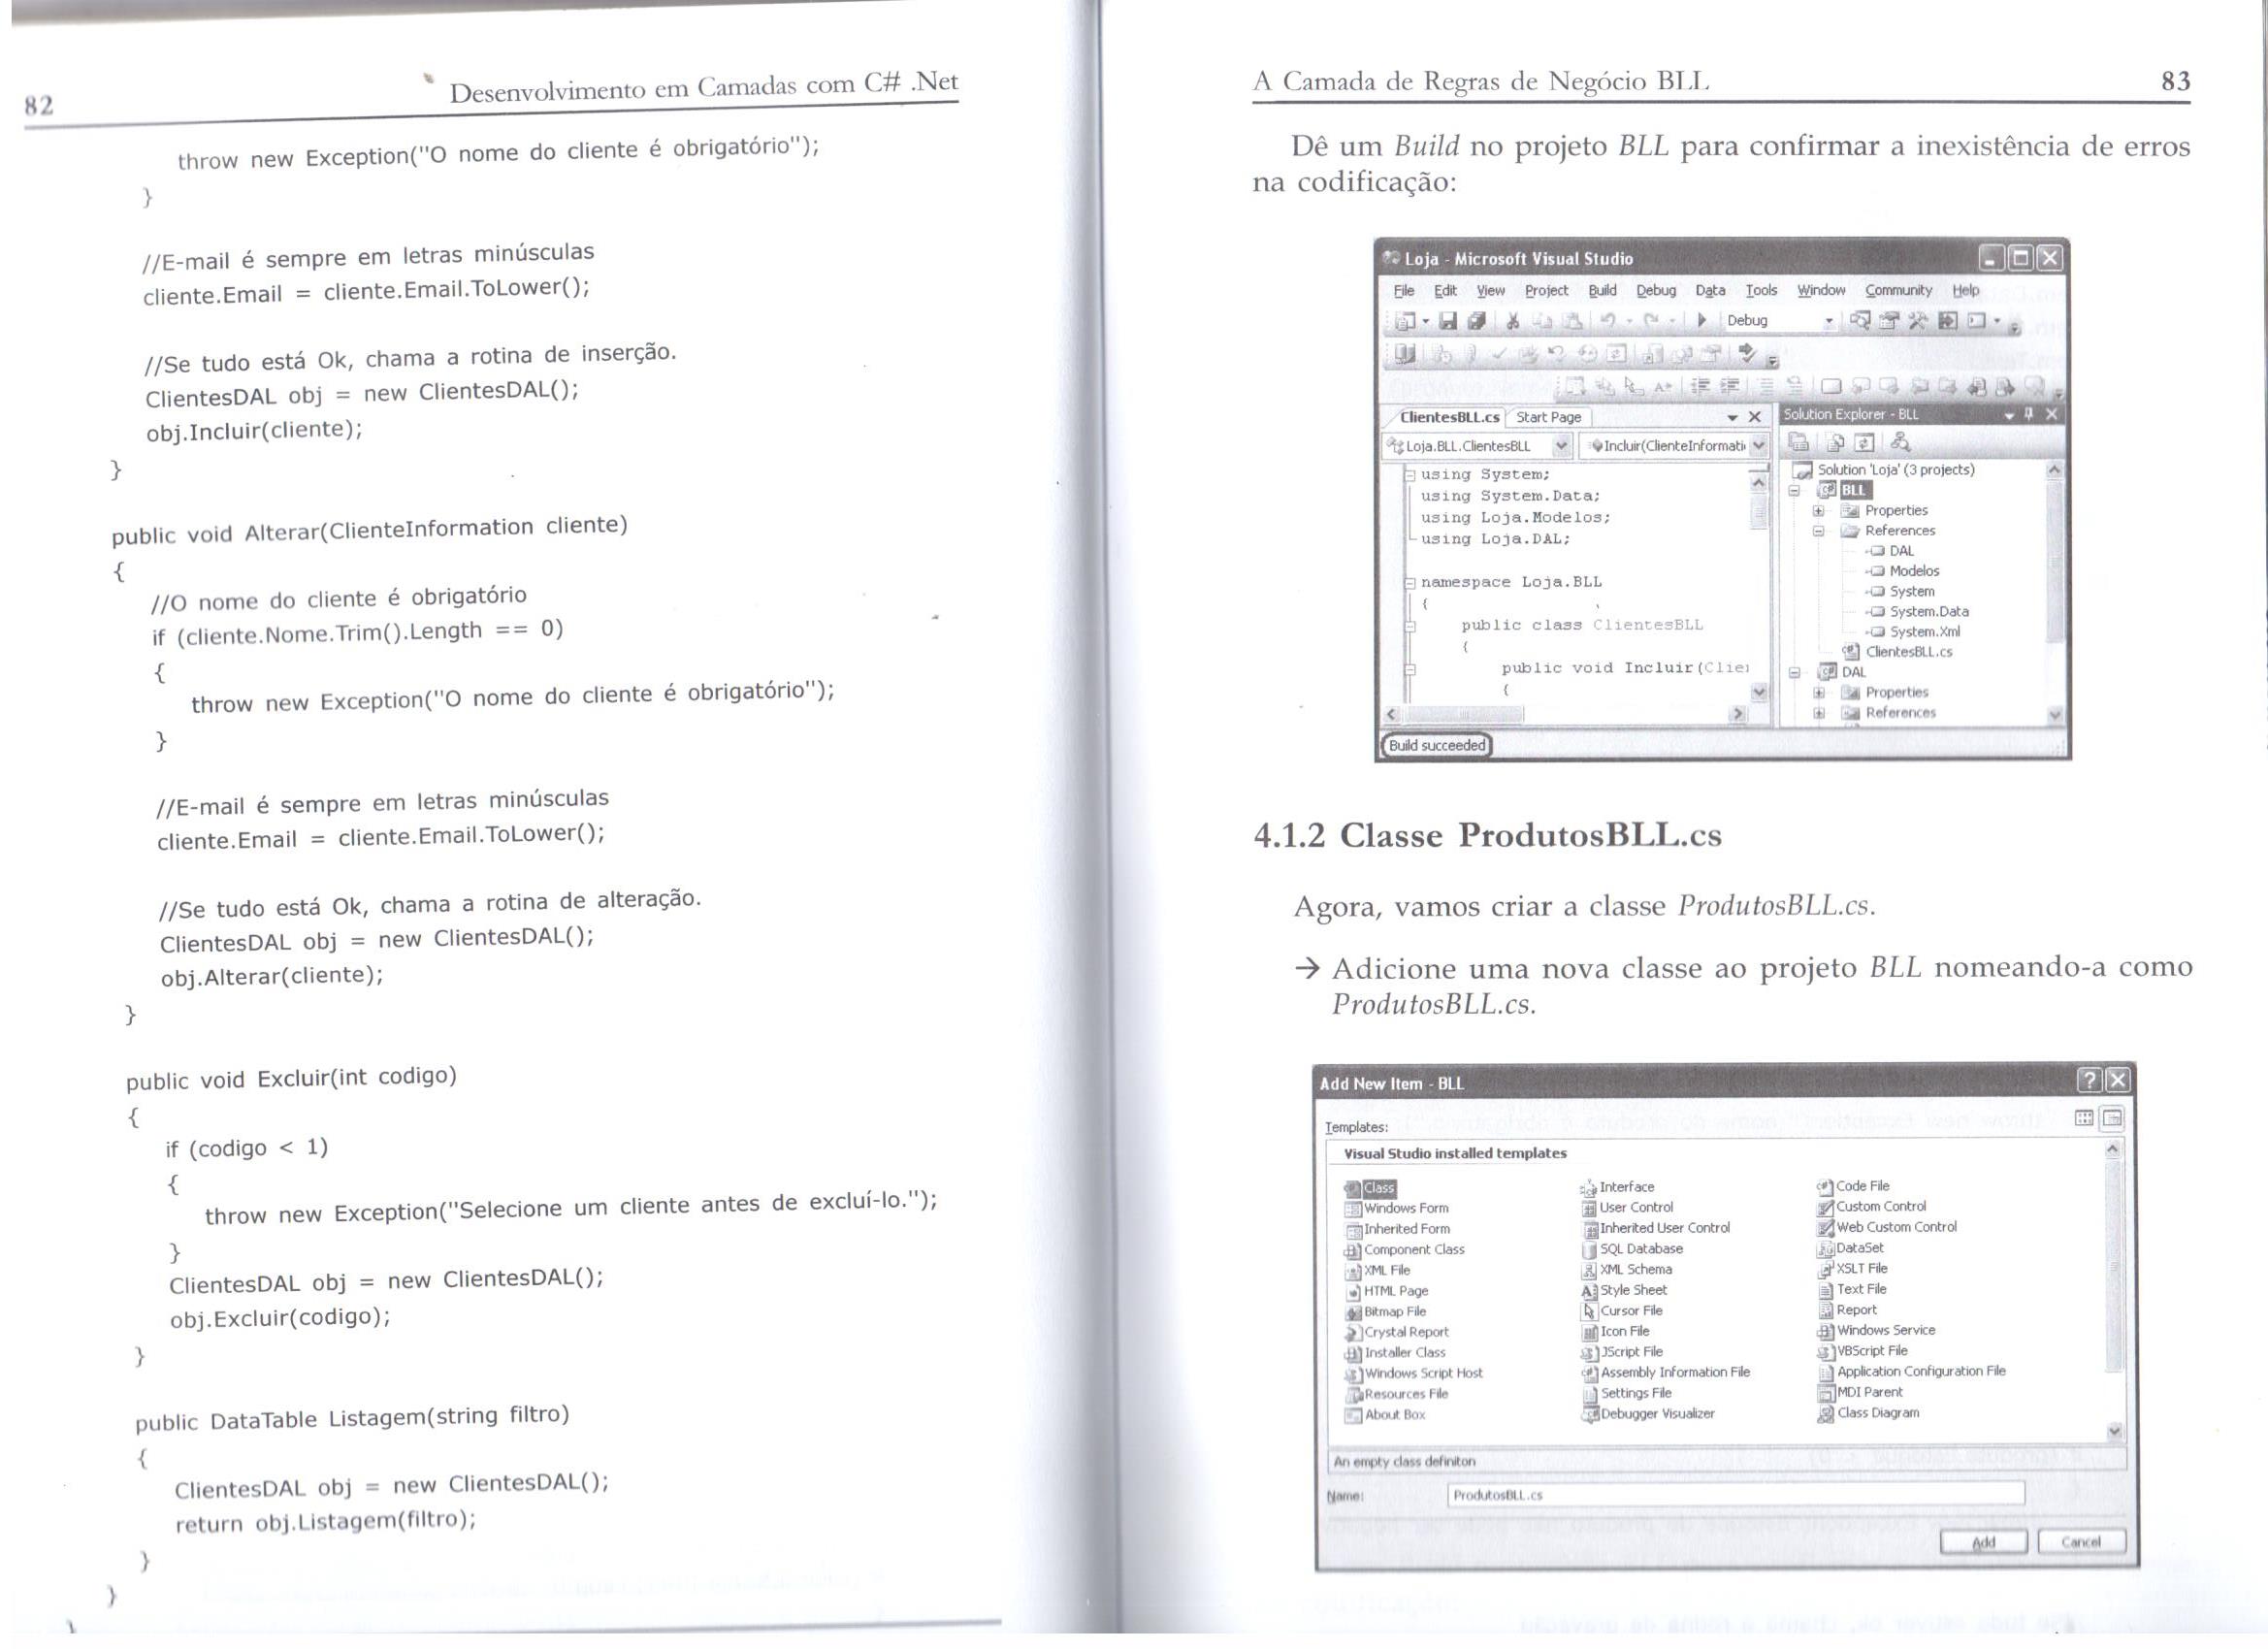 82
Desenvolvimento em Camadas com C# .Net
throw new Exception("O nome do cliente é obrigatório");
}
//E-mail é sempre em letras minúsculas
cliente.Email = cliente.Email.ToLower();
//Se tudo está Ok, chama a rotina de inserção.
ClientesDAL obj = new ClientesDAL();
obj.Incluir(cliente);
}
public void Alterar(ClienteInformation cliente)
{
//O nome do cliente é obrigatório
if (cliente.Nome.Trim().Length == 0)
{
throw new Exception("O nome do cliente é obrigatório");
}
//E-mail é sempre em letras minúsculas
cliente.Email = cliente.Email.ToLower();
//Se tudo está Ok, chama a rotina de alteração.
ClientesDAL obj = new ClientesDAL();
obj.Alterar(cliente);
}
public void Excluir(int codigo)
{
if (codigo < 1)
{
throw new Exception("Selecione um cliente antes de excluí-lo.");
}
ClientesDAL obj = new ClientesDAL();
obj.Excluir(codigo);
}
public DataTable Listagem(string filtro)
{
ClientesDAL obj = new ClientesDAL();
return obj.Listagem(filtro);
}
}
A Camada de Regras de Negócio BLL
83
Dê um Build no projeto BLL para confirmar a inexistência de erros
na codificação:
Loja - Microsoft Visual Studio
File Edit View Project Build Debug Data Tools Window Community Help
Debug
ClientesBLL.cs Start Page
Loja.BLL.ClientesBLL Incluir(ClienteInformati
using System;
using System.Data;
using Loja.Modelos;
using Loja.DAL;
namespace Loja.BLL
{
public class ClientesBLL
{
public void Incluir(Clie
{
Solution Explorer - BLL
Solution 'Loja' (3 projects)
BLL
Properties
References
DAL
Modelos
System
System.Data
System.Xml
ClientesBLL.cs
DAL
Properties
References
Build succeeded
4.1.2 Classe ProdutosBLL.cs
Agora, vamos criar a classe ProdutosBLL.cs.
→ Adicione uma nova classe ao projeto BLL nomeando-a como
ProdutosBLL.cs.
Add New Item - BLL
Templates:
Visual Studio installed templates
Class Interface Code File
Windows Form User Control Custom Control
Inherited Form Inherited User Control Web Custom Control
Component Class SQL Database DataSet
XML File XML Schema XSLT File
HTML Page Style Sheet Text File
Bitmap File Cursor File Report
Crystal Report Icon File Windows Service
Installer Class JScript File VBScript File
Windows Script Host Assembly Information File Application Configuration File
Resources File Settings File MDI Parent
About Box Debugger Visualizer Class Diagram
An empty class definiton
Name: ProdutosBLL.cs
Add Cancel